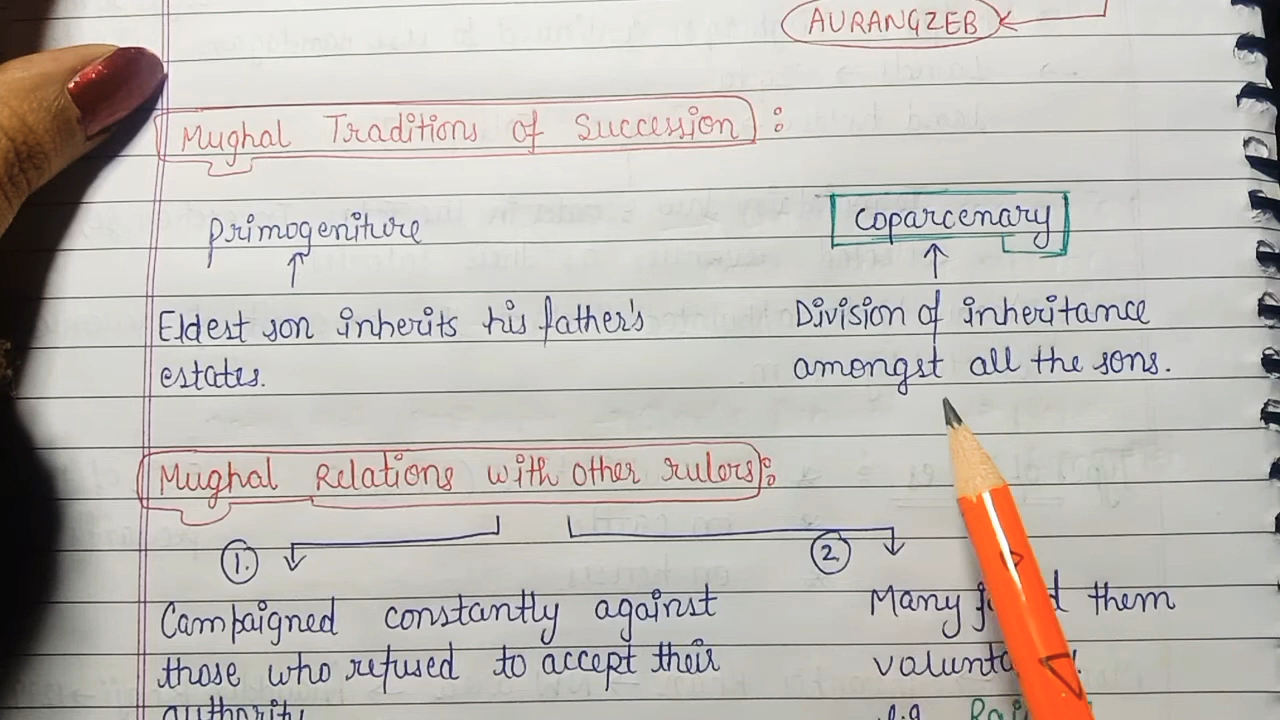 AURANGZEB
Mughal Traditions of Succession :
primogeniture
coparcenary
Eldest son inherits his father's
estates.
Division of inheritance
amongst all the sons.
Mughal Relations with other rulers :
1.
Campaigned constantly against
those who refused to accept their
authority
2
Many them
e.g.